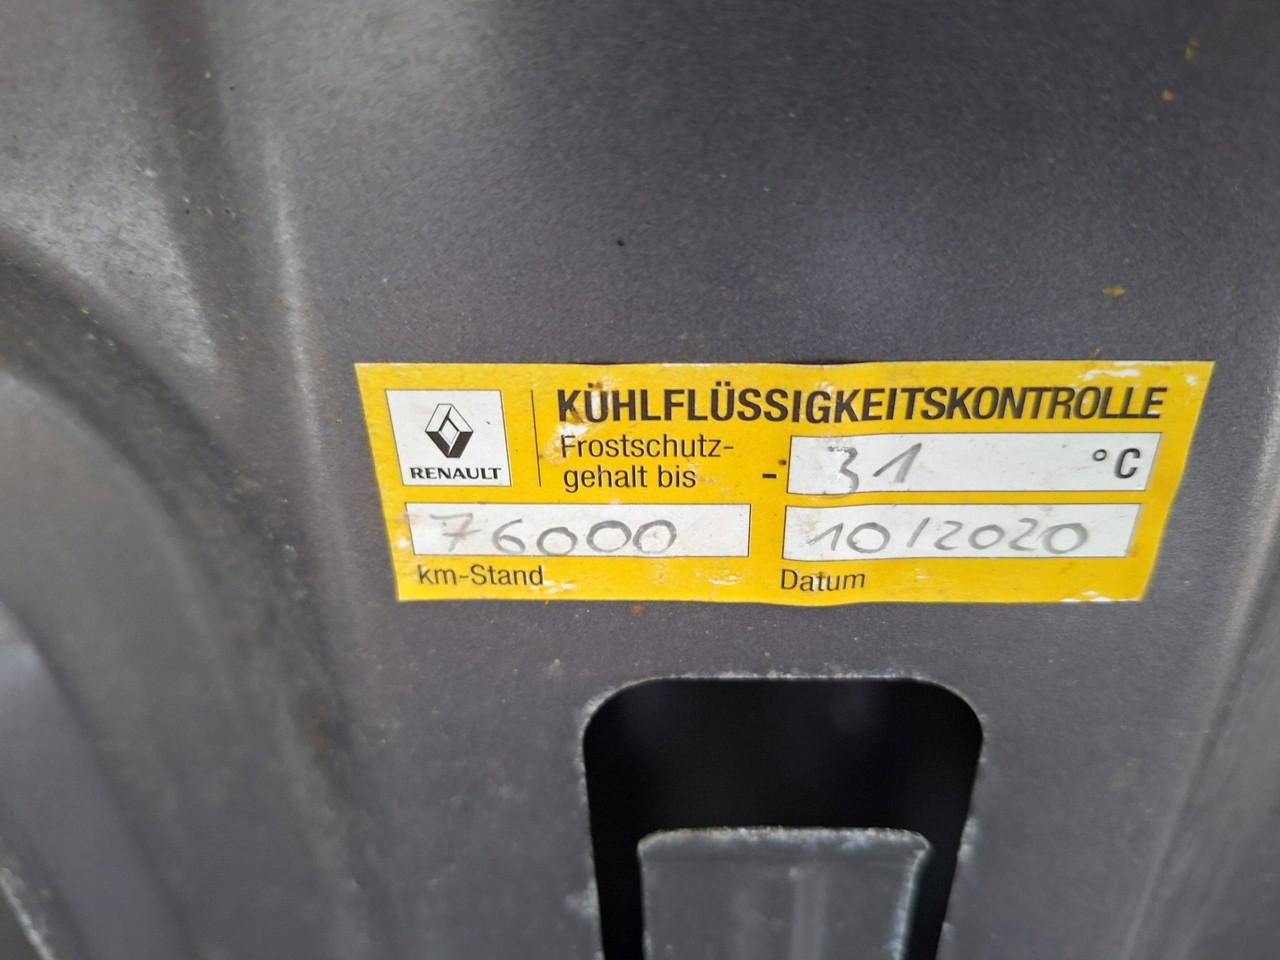 KÜHLFLÜSSIGKEITSKONTROLLE
RENAULT
Frostschutz-
gehalt bis - 31 °C
76000 10/2020
km-Stand Datum